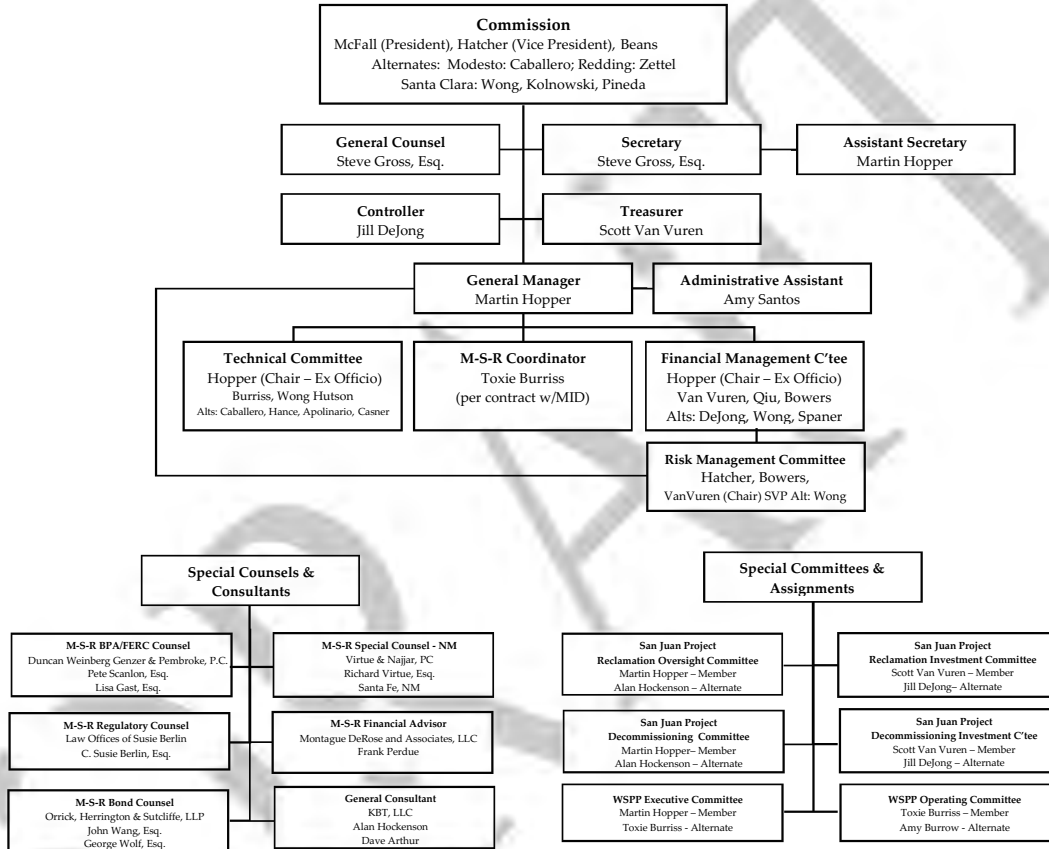 Commission
McFall (President), Hatcher (Vice President), Beans
Alternates: Modesto: Caballero; Redding: Zettel
Santa Clara: Wong, Kolnowski, Pineda
General Counsel
Steve Gross, Esq.
Secretary
Steve Gross, Esq.
Assistant Secretary
Martin Hopper
Controller
Jill DeJong
Treasurer
Scott Van Vuren
General Manager
Martin Hopper
Administrative Assistant
Amy Santos
Technical Committee
Hopper (Chair – Ex Officio)
Burriss, Wong Hutson
Alts: Caballero, Hance, Apolinario, Casner
M-S-R Coordinator
Toxie Burriss
(per contract w/MID)
Financial Management C'tee
Hopper (Chair – Ex Officio)
Van Vuren, Qiu, Bowers
Alts: DeJong, Wong, Spaner
Risk Management Committee
Hatcher, Bowers,
VanVuren (Chair) SVP Alt: Wong
Special Counsels &
Consultants
M-S-R BPA/FERC Counsel
Duncan Weinberg Genzer & Pembroke, P.C.
Pete Scanlon, Esq.
Lisa Gast, Esq.
M-S-R Special Counsel - NM
Virtue & Najjar, PC
Richard Virtue, Esq.
Santa Fe, NM
M-S-R Regulatory Counsel
Law Offices of Susie Berlin
C. Susie Berlin, Esq.
M-S-R Financial Advisor
Montague DeRose and Associates, LLC
Frank Perdue
M-S-R Bond Counsel
Orrick, Herrington & Sutcliffe, LLP
John Wang, Esq.
George Wolf, Esq.
General Consultant
KBT, LLC
Alan Hockenson
Dave Arthur
Special Committees &
Assignments
San Juan Project
Reclamation Oversight Committee
Martin Hopper – Member
Alan Hockenson – Alternate
San Juan Project
Reclamation Investment Committee
Scott Van Vuren – Member
Jill DeJong– Alternate
San Juan Project
Decommissioning Committee
Martin Hopper– Member
Alan Hockenson – Alternate
San Juan Project
Decommissioning Investment C'tee
Scott Van Vuren – Member
Jill DeJong – Alternate
WSPP Executive Committee
Martin Hopper – Member
Toxie Burriss - Alternate
WSPP Operating Committee
Toxie Burriss – Member
Amy Burrow - Alternate